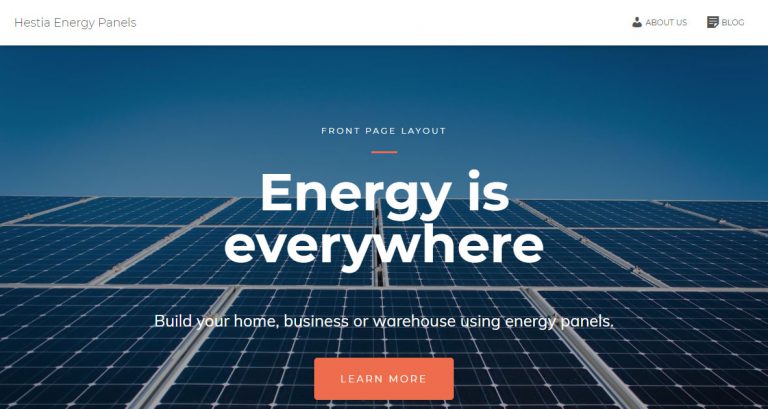 Hestia Energy Panels
ABOUT US
BLOG
FRONT PAGE LAYOUT
Energy is
everywhere
Build your home, business or warehouse using energy panels.
LEARN MORE